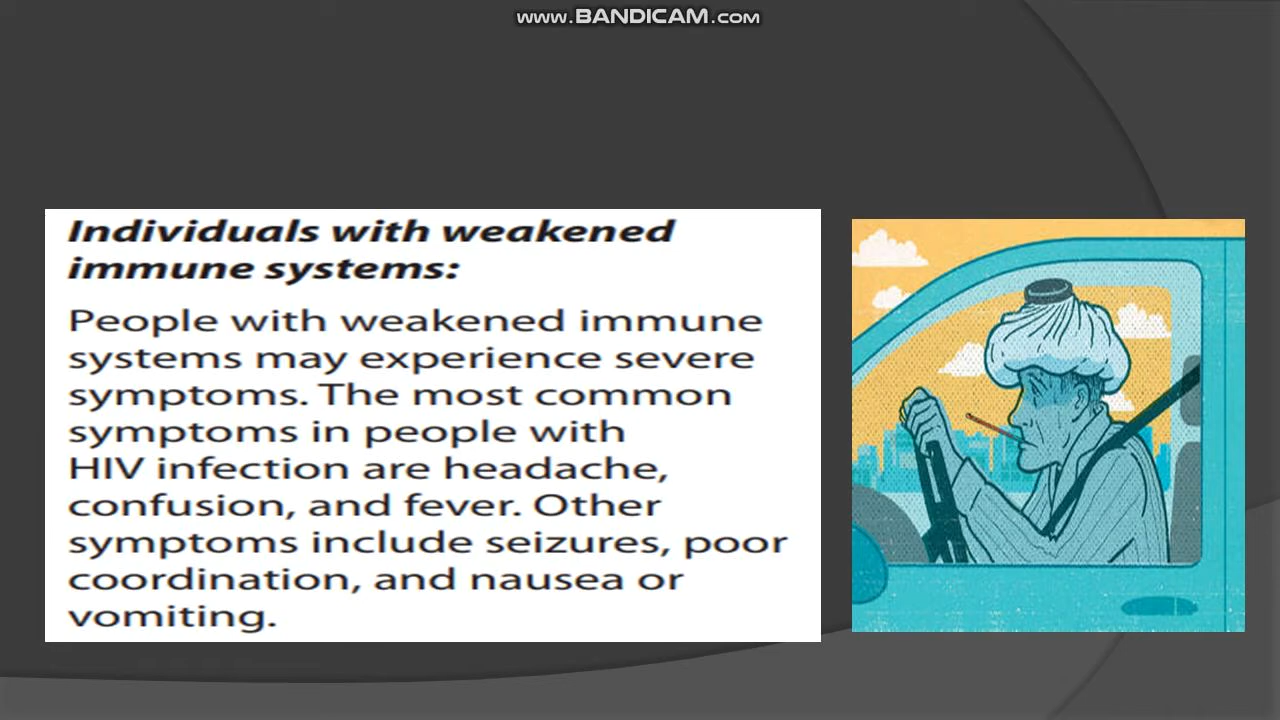 www.BANDICAM.com
Individuals with weakened
immune systems:
People with weakened immune
systems may experience severe
symptoms. The most common
symptoms in people with
HIV infection are headache,
confusion, and fever. Other
symptoms include seizures, poor
coordination, and nausea or
vomiting.